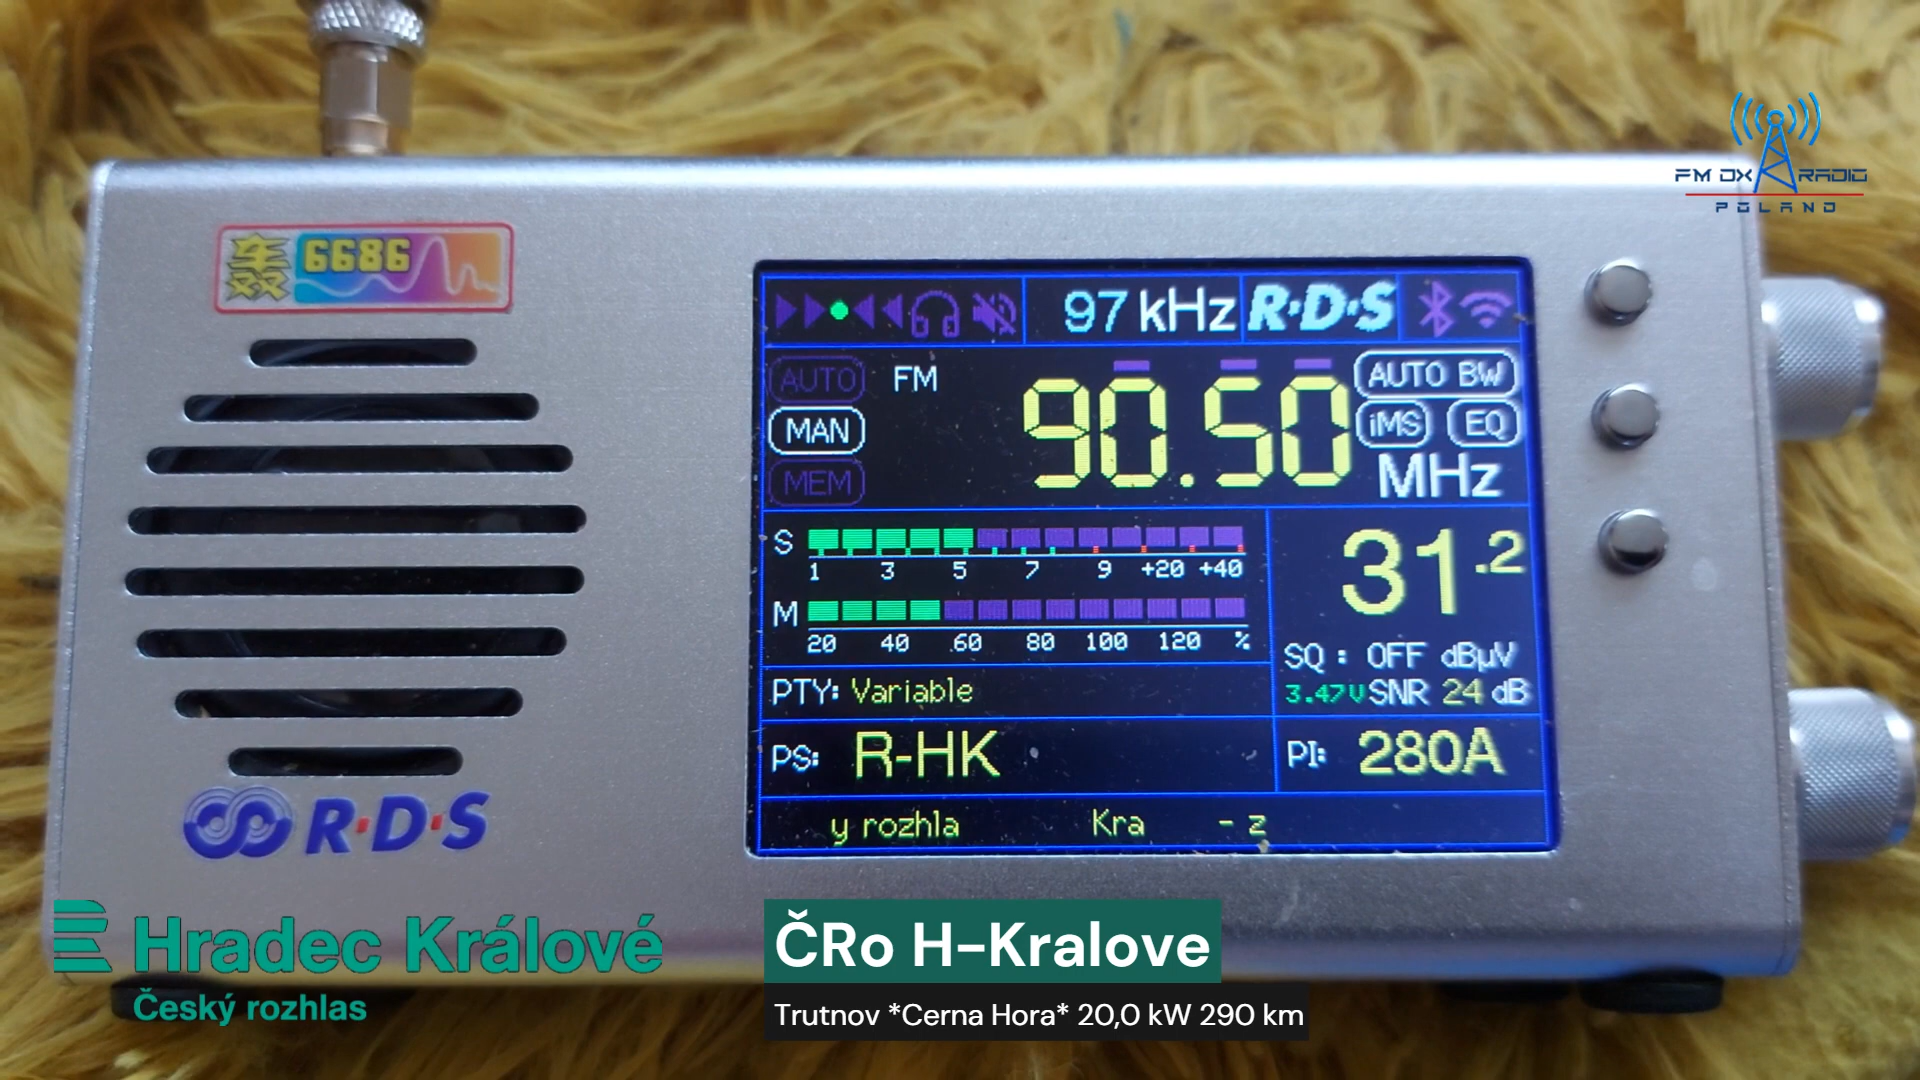 FM DX RADIO
POLAND
6686
97 kHz R·D·S
AUTO FM
MAN
MEM
90.50
AUTO BW
iMS EQ
MHz
S
1 3 5 7 9 +20 +40
M
20 40 60 80 100 120 %
31.2
SQ : OFF dBµV
3.47V SNR 24 dB
PTY: Variable
PS: R-HK
PI: 280A
y rozhla Kra - z
R·D·S
Hradec Králové
Český rozhlas
ČRo H-Kralove
Trutnov *Cerna Hora* 20,0 kW 290 km